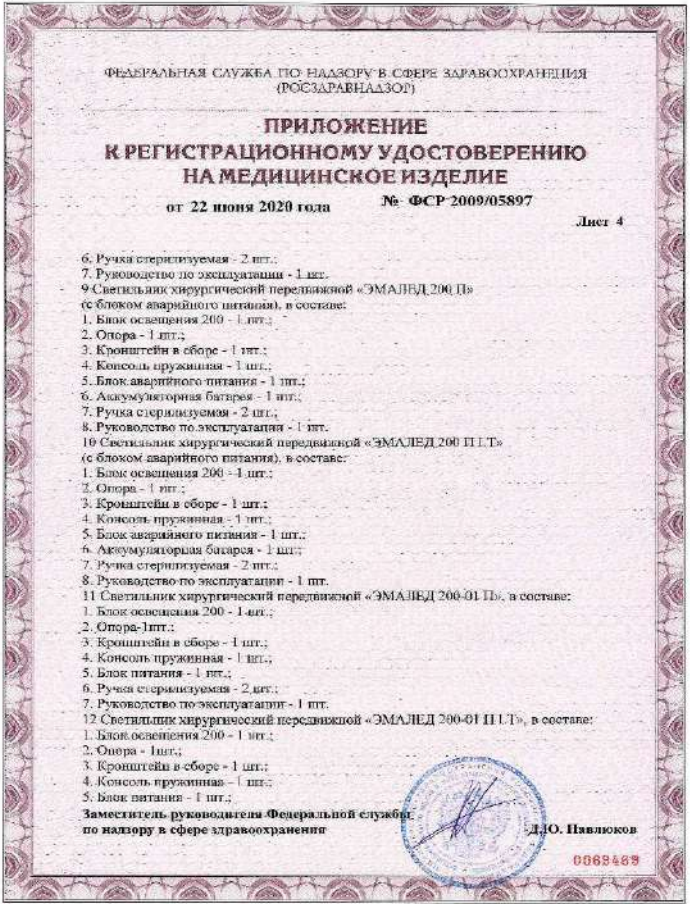 ФЕДЕРАЛЬНАЯ СЛУЖБА ПО НАДЗОРУ В СФЕРЕ ЗДРАВООХРАНЕНИЯ
(РОСЗДРАВНАДЗОР)
ПРИЛОЖЕНИЕ
К РЕГИСТРАЦИОННОМУ УДОСТОВЕРЕНИЮ
НА МЕДИЦИНСКОЕ ИЗДЕЛИЕ
от 22 июня 2020 года № ФСР 2009/05897
Лист 4
6. Ручка стерилизуемая - 2 шт.;
7. Руководство по эксплуатации - 1 шт.
9 Светильник хирургический передвижной «ЭМАЛЕД 200 П»
(с блоком аварийного питания), в составе:
1. Блок освещения 200 - 1 шт.;
2. Опора - 1 шт.;
3. Кронштейн в сборе - 1 шт.;
4. Консоль пружинная - 1 шт.;
5. Блок аварийного питания - 1 шт.;
6. Аккумуляторная батарея - 1 шт.;
7. Ручка стерилизуемая - 2 шт.;
8. Руководство по эксплуатации - 1 шт.
10 Светильник хирургический передвижной «ЭМАЛЕД 200 П LT»
(с блоком аварийного питания), в составе:
1. Блок освещения 200 - 1 шт.;
2. Опора - 1 шт.;
3. Кронштейн в сборе - 1 шт.;
4. Консоль пружинная - 1 шт.;
5. Блок аварийного питания - 1 шт.;
6. Аккумуляторная батарея - 1 шт.;
7. Ручка стерилизуемая - 2 шт.;
8. Руководство по эксплуатации - 1 шт.
11 Светильник хирургический передвижной «ЭМАЛЕД 200-01 П», в составе:
1. Блок освещения 200 - 1 шт.;
2. Опора-1шт.;
3. Кронштейн в сборе - 1 шт.;
4. Консоль пружинная - 1 шт.;
5. Блок питания - 1 шт.;
6. Ручка стерилизуемая - 2 шт.;
7. Руководство по эксплуатации - 1 шт.
12 Светильник хирургический передвижной «ЭМАЛЕД 200-01 П LT», в составе:
1. Блок освещения 200 - 1 шт.;
2. Опора - 1шт.;
3. Кронштейн в сборе - 1 шт.;
4. Консоль пружинная - 1 шт.;
5. Блок питания - 1 шт.;
Заместитель руководителя Федеральной службы
по надзору в сфере здравоохранения Д.Ю. Павлюков
0069469